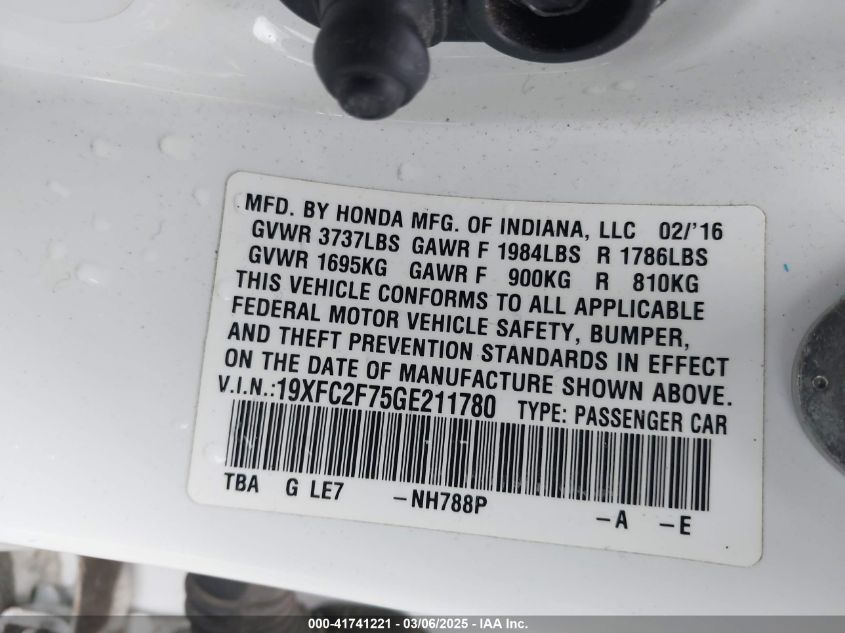 MFD. BY HONDA MFG. OF INDIANA, LLC 02/'16
GVWR 3737LBS GAWR F 1984LBS R 1786LBS
GVWR 1695KG GAWR F 900KG R 810KG
THIS VEHICLE CONFORMS TO ALL APPLICABLE
FEDERAL MOTOR VEHICLE SAFETY, BUMPER,
AND THEFT PREVENTION STANDARDS IN EFFECT
ON THE DATE OF MANUFACTURE SHOWN ABOVE.
V.I.N.:19XFC2F75GE211780 TYPE: PASSENGER CAR
TBA G LE7 -NH788P -A -E
000-41741221 - 03/06/2025 - IAA Inc.